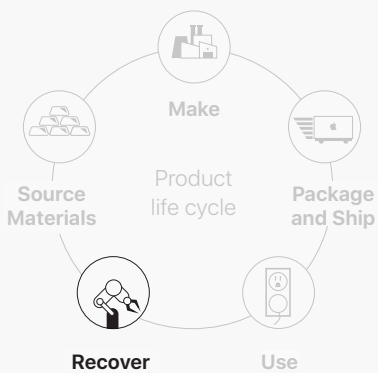 Make
Source
Materials
Product
life cycle
Package
and Ship
Recover
Use